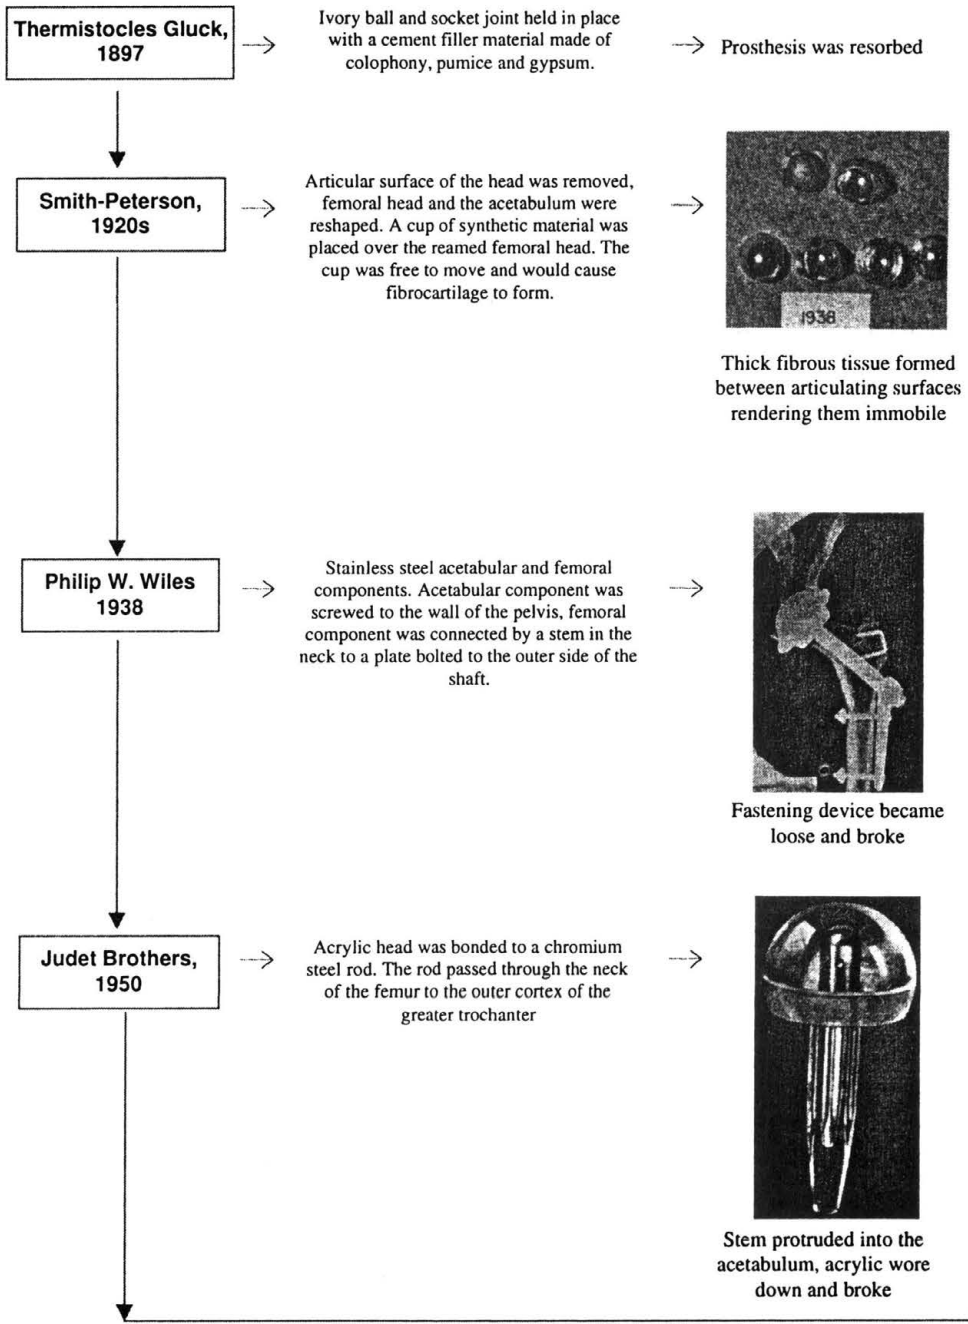 Thermistocles Gluck,
1897
Ivory ball and socket joint held in place
with a cement filler material made of
colophony, pumice and gypsum.
Prosthesis was resorbed
Smith-Peterson,
1920s
Articular surface of the head was removed,
femoral head and the acetabulum were
reshaped. A cup of synthetic material was
placed over the reamed femoral head. The
cup was free to move and would cause
fibrocartilage to form.
1938
Thick fibrous tissue formed
between articulating surfaces
rendering them immobile
Philip W. Wiles
1938
Stainless steel acetabular and femoral
components. Acetabular component was
screwed to the wall of the pelvis, femoral
component was connected by a stem in the
neck to a plate bolted to the outer side of the
shaft.
Fastening device became
loose and broke
Judet Brothers,
1950
Acrylic head was bonded to a chromium
steel rod. The rod passed through the neck
of the femur to the outer cortex of the
greater trochanter
Stem protruded into the
acetabulum, acrylic wore
down and broke